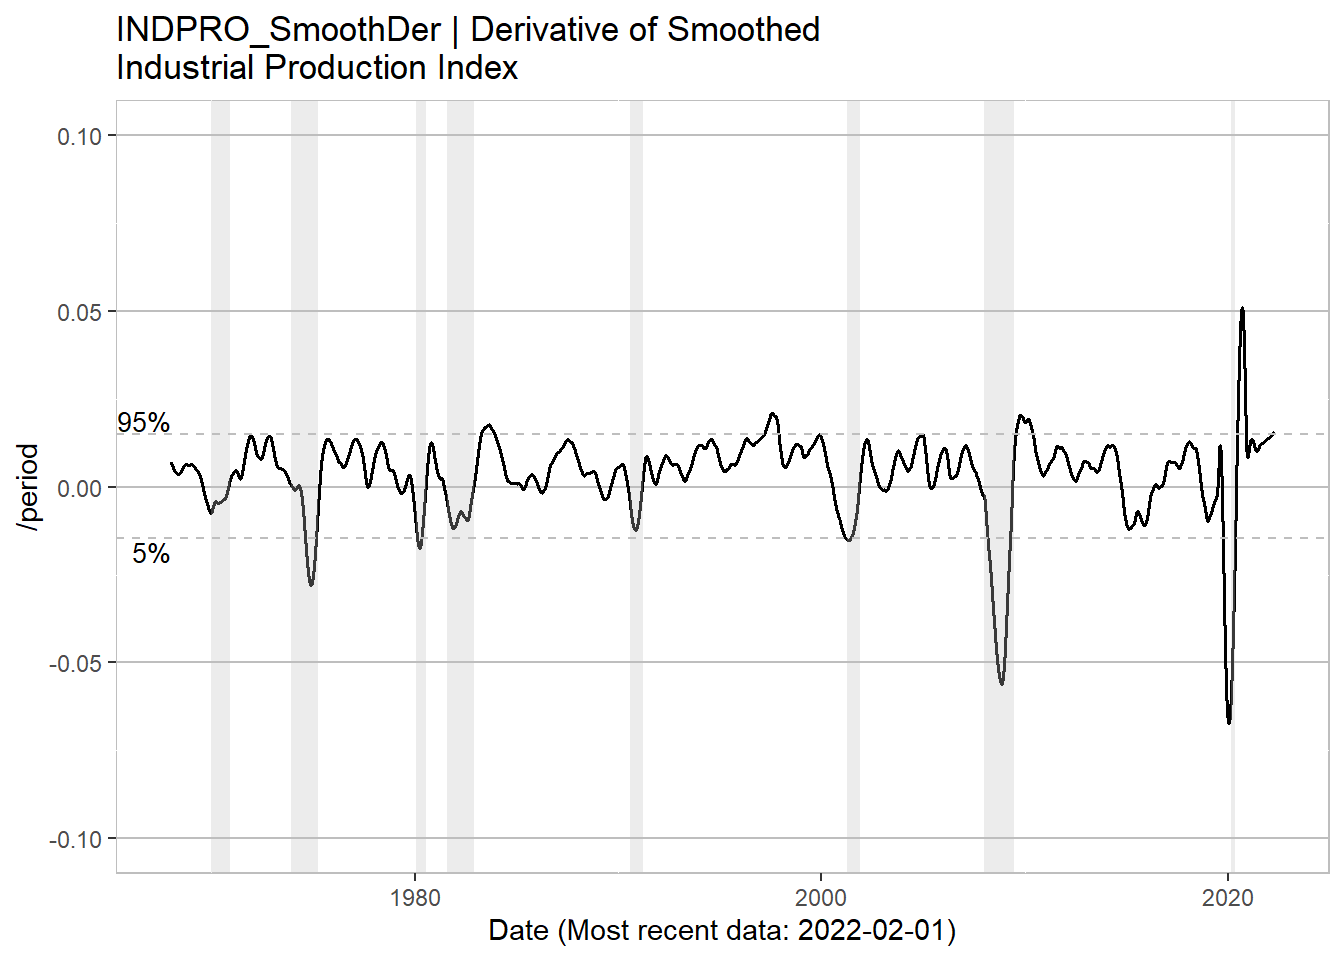 INDPRO_SmoothDer | Derivative of Smoothed
Industrial Production Index
0.10
0.05
95%
0.00
5%
-0.05
-0.10
/period
1980
2000
2020
Date (Most recent data: 2022-02-01)